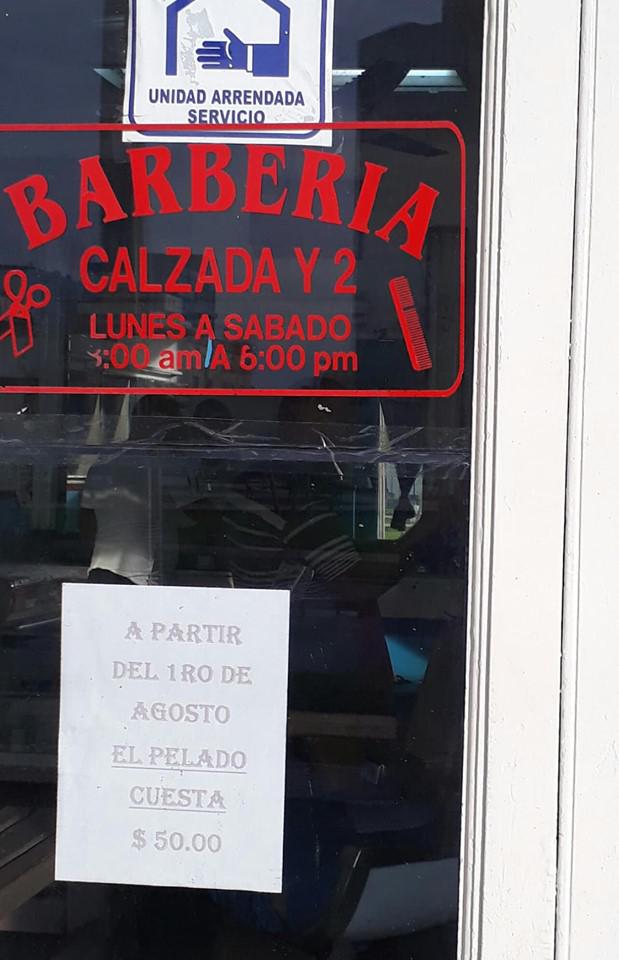 UNIDAD ARRENDADA
SERVICIO
BARBERIA
CALZADA Y 2
LUNES A SABADO
:00 am A 6:00 pm
A PARTIR
DEL 1RO DE
AGOSTO
EL PELADO
CUESTA
$ 50.00